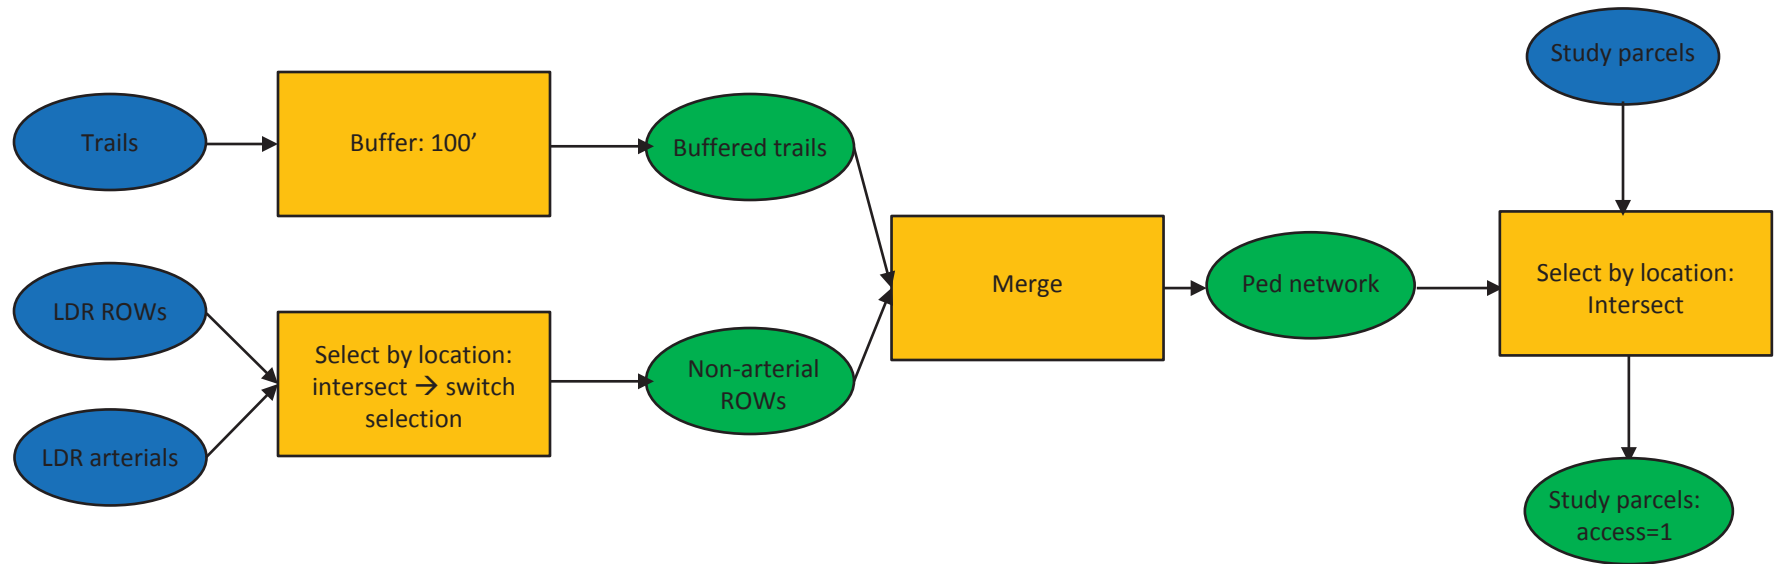 Study parcels
Trails
Buffer: 100’
Buffered trails
LDR ROWs
LDR arterials
Select by location:
intersect → switch
selection
Non-arterial
ROWs
Merge
Ped network
Select by location:
Intersect
Study parcels:
access=1